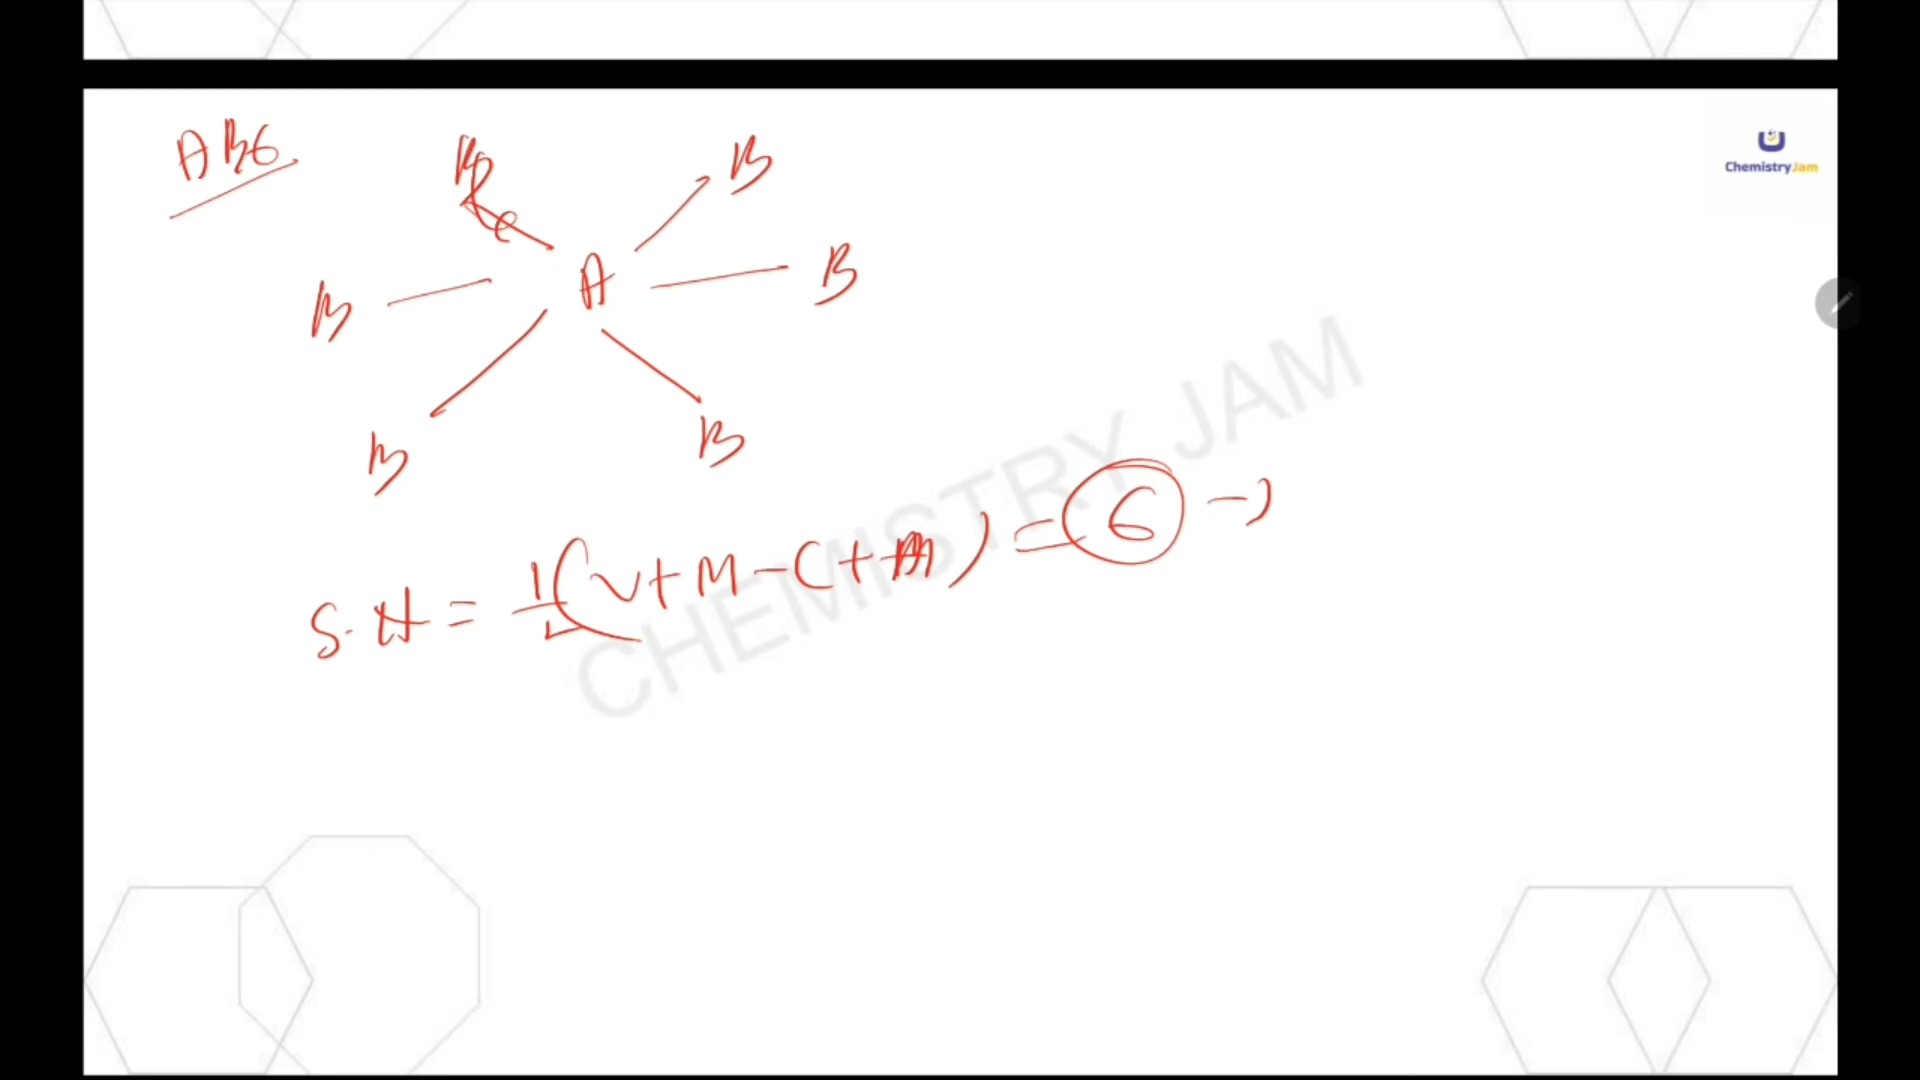 AB6
B B
ChemistryJam
A
B B
B B
S.N = 1/2 (V+M-C+A) = 6 →
CHEMISTRY JAM